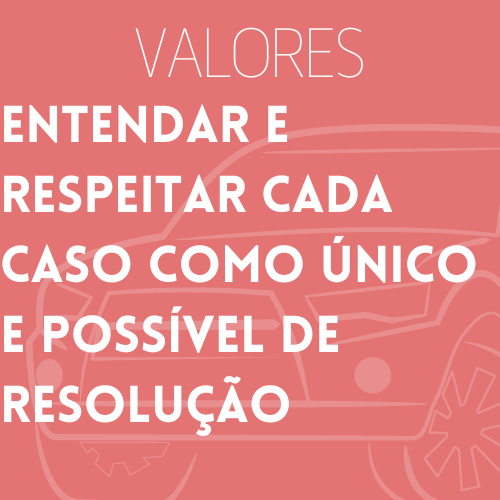 VALORES
ENTENDAR E
RESPEITAR CADA
CASO COMO ÚNICO
E POSSÍVEL DE
RESOLUÇÃO